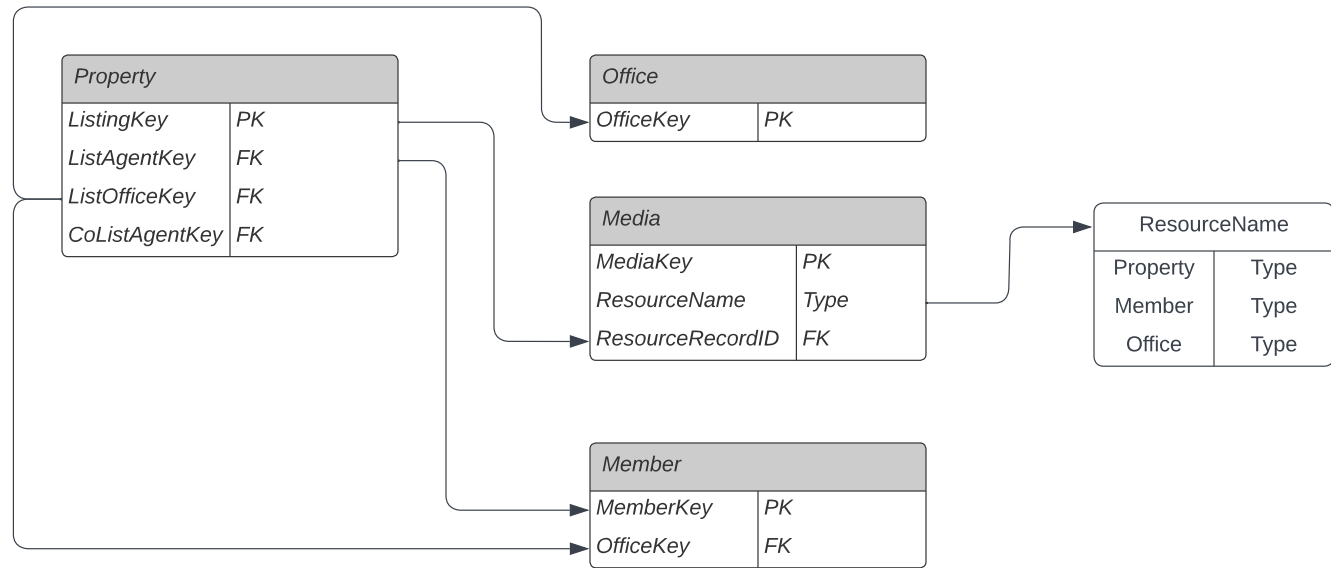 Property
ListingKey PK
ListAgentKey FK
ListOfficeKey FK
CoListAgentKey FK
Office
OfficeKey PK
Media
MediaKey PK
ResourceName Type
ResourceRecordID FK
ResourceName
Property Type
Member Type
Office Type
Member
MemberKey PK
OfficeKey FK